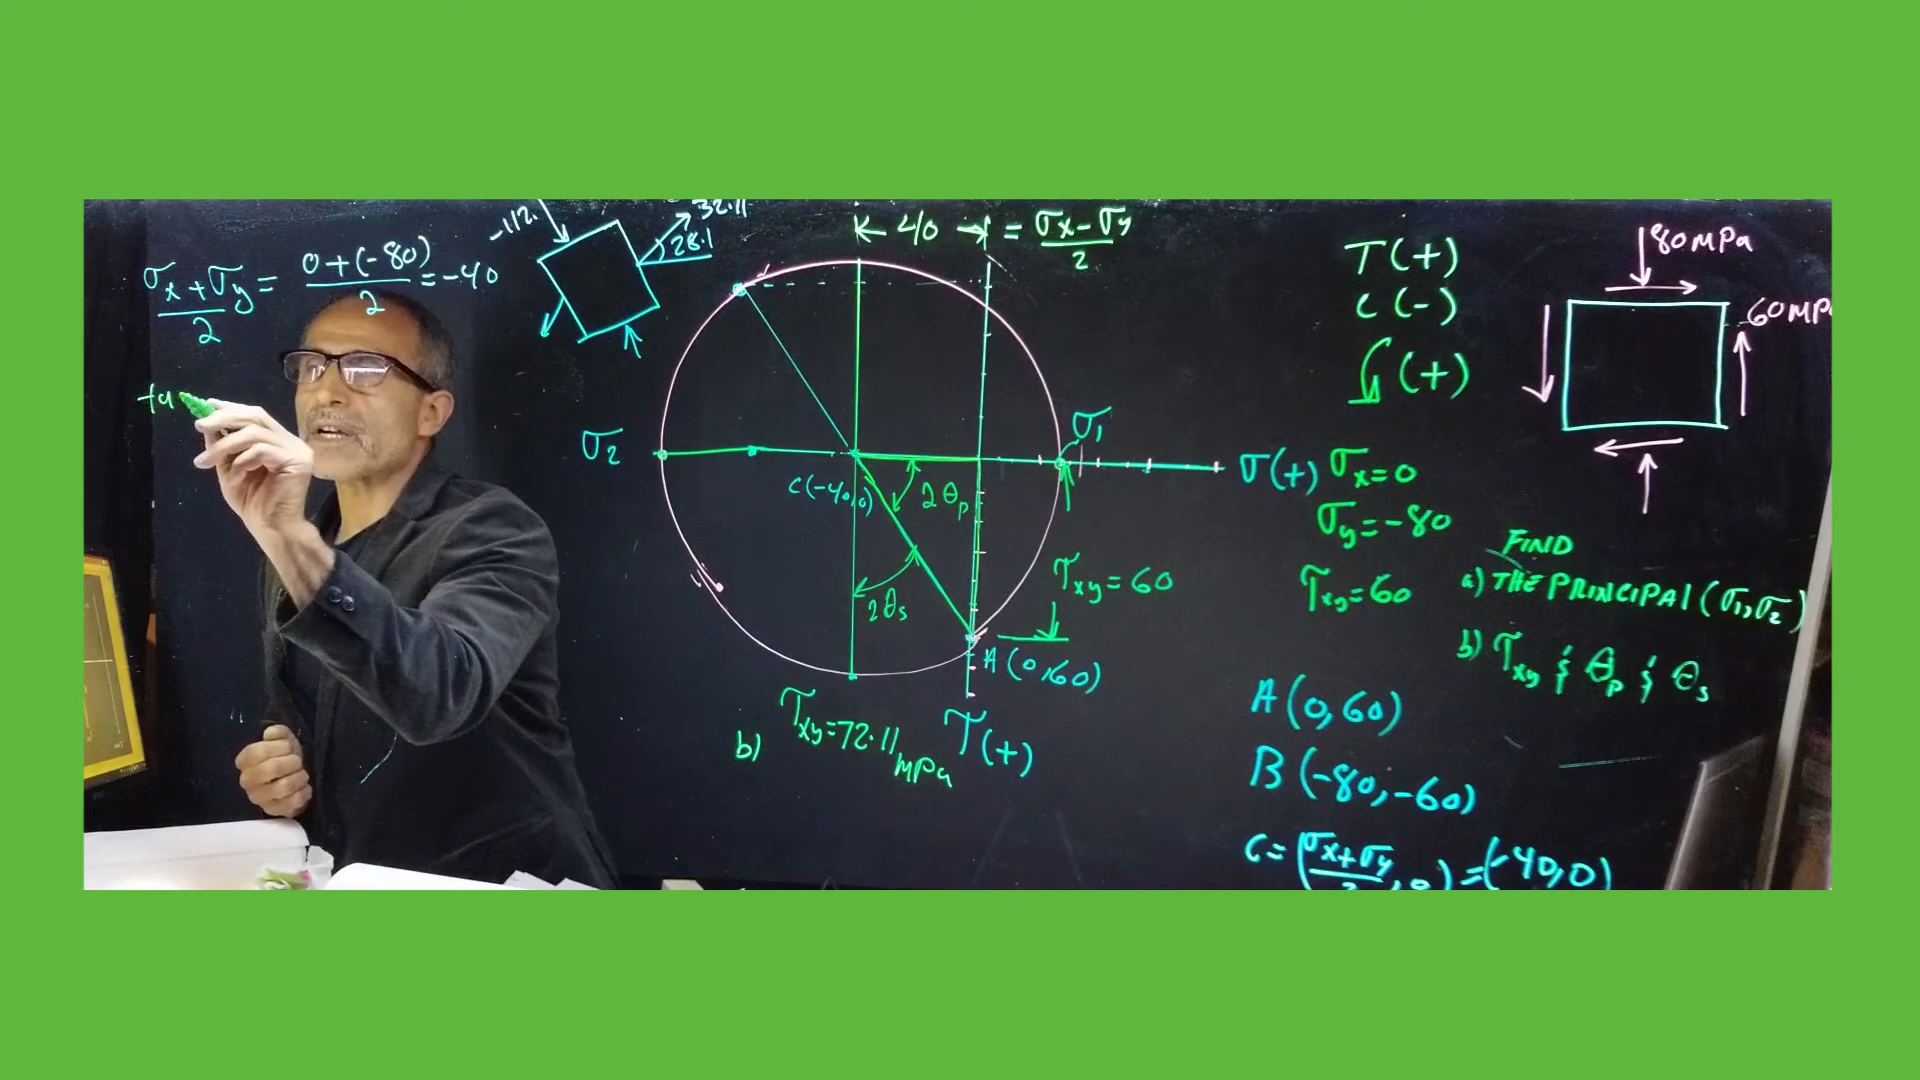 σx+σy/2 = 0+(-80)/2 = -40
-112.
32.11
28.1
|← 40 →| = σx-σy/2
T(+)
C(-)
(+)
80MPa
60MP
σ2
σ1
C(-40,0)
2θp
2θs
σ(+)
σx=0
σy=-80
τxy=60
τxy=60
A(0,60)
b) τxy=72.11 MPa
τ(+)
FIND
a) THE PRINCIPAl (σ1,σ2)
b) τxy & θp & θs
A(0,60)
B(-80,-60)
C=(σx+σy/2,0)=(-40,0)
ta